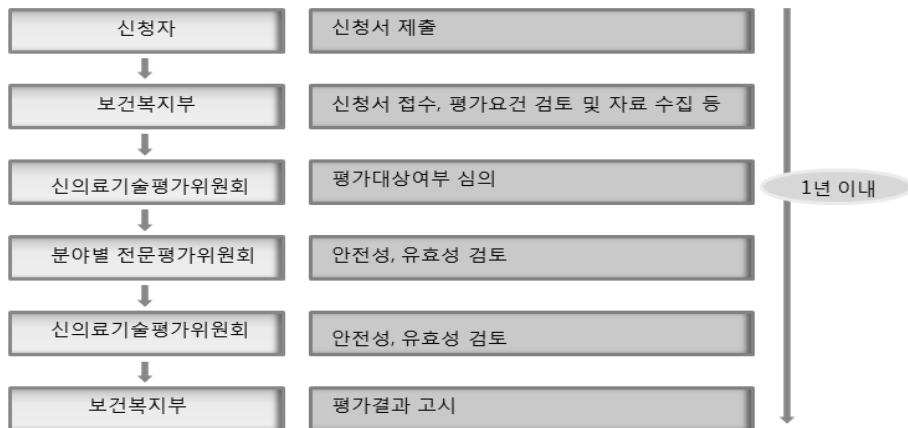 신청자
신청서 제출
보건복지부
신청서 접수, 평가요건 검토 및 자료 수집 등
신의료기술평가위원회
평가대상여부 심의
1년 이내
분야별 전문평가위원회
안전성, 유효성 검토
신의료기술평가위원회
안전성, 유효성 검토
보건복지부
평가결과 고시